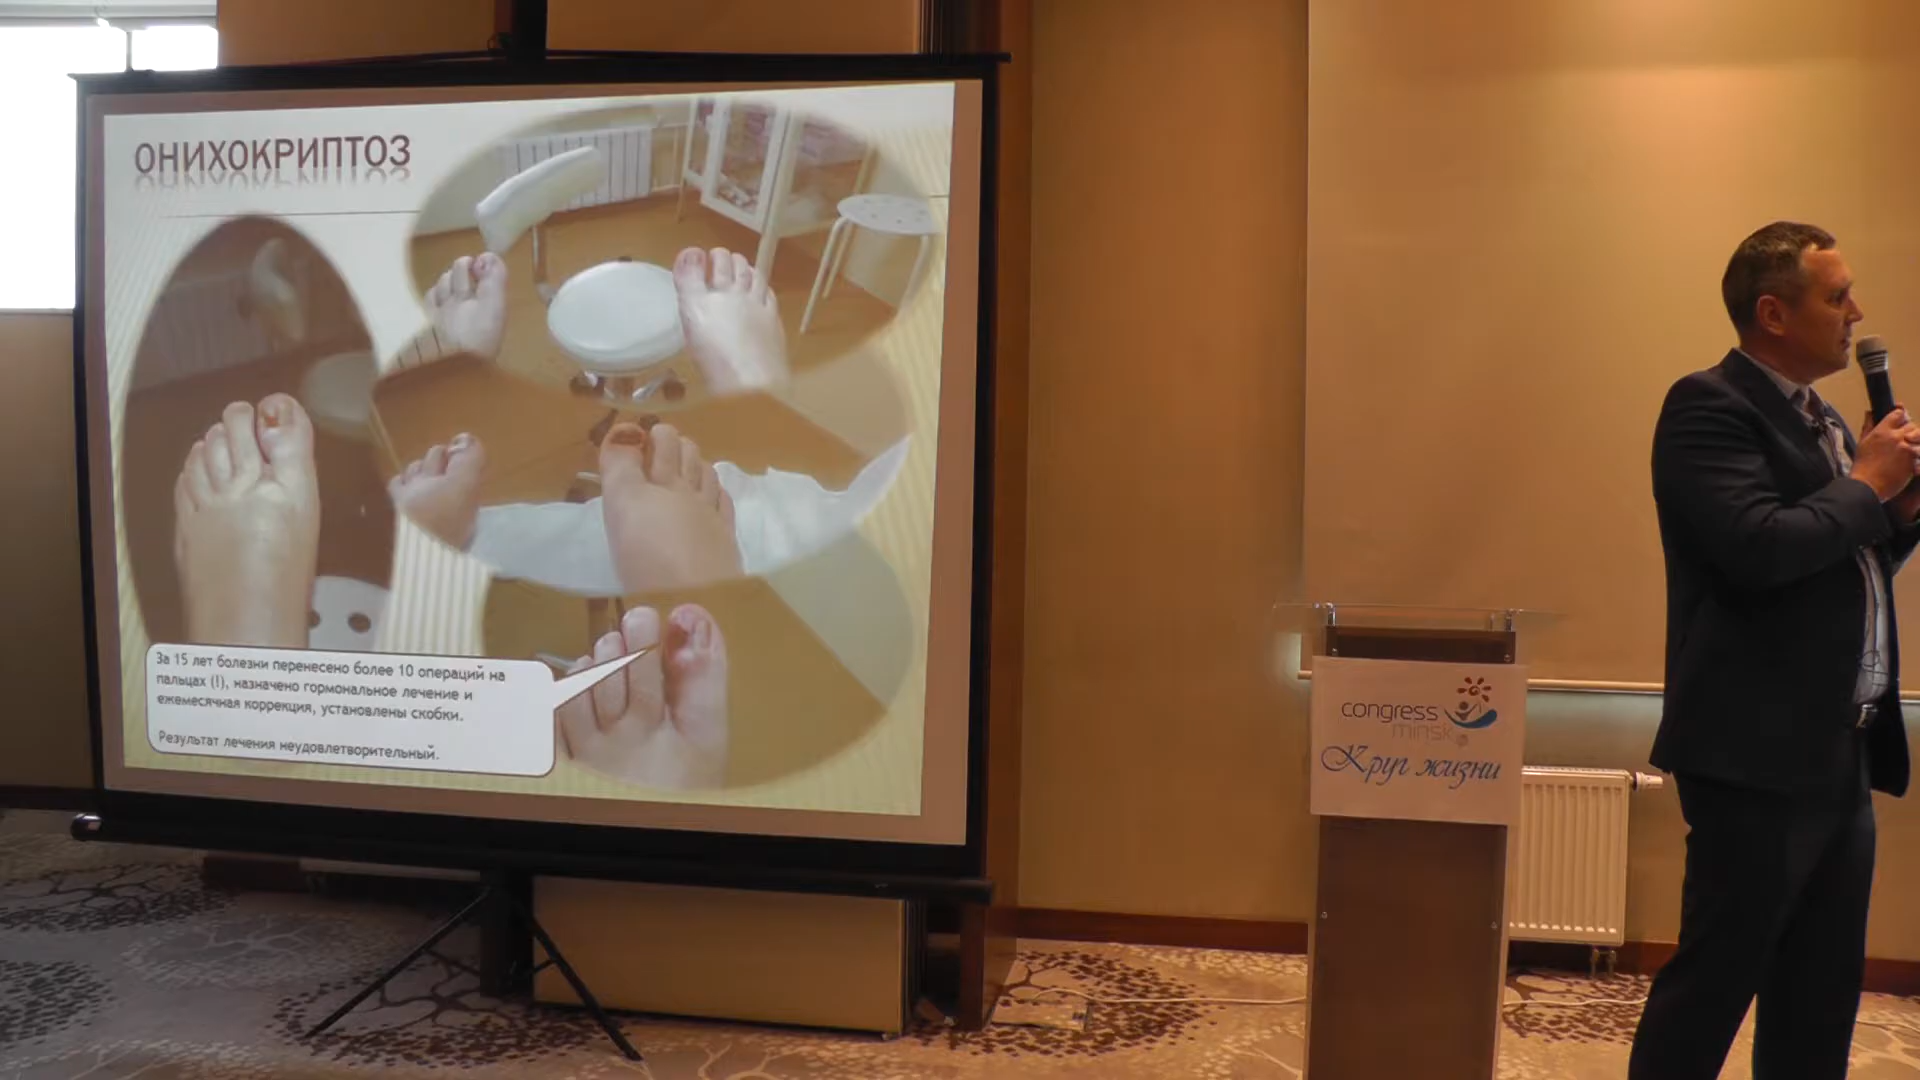 ОНИХОКРИПТОЗ
За 15 лет болезни перенесено более 10 операций на
пальцах (!), назначено гормональное лечение и
ежемесячная коррекция, установлены скобки.
Результат лечения неудовлетворительный.
congress
minsk
Круг жизни